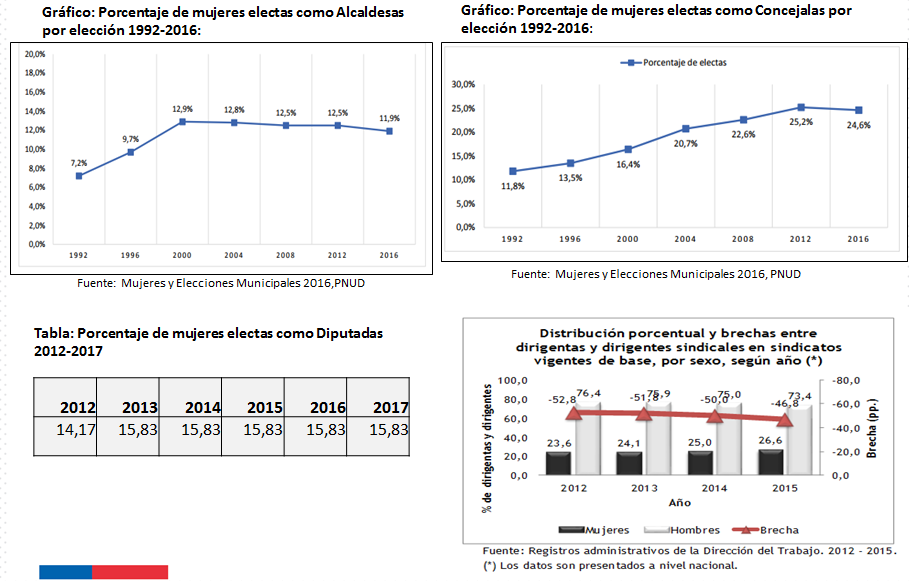 Gráfico: Porcentaje de mujeres electas como Alcaldesas
por elección 1992-2016:
20,0%
18,0%
16,0%
14,0%
12,0%
10,0%
8,0%
6,0%
4,0%
2,0%
0,0%
7,2%
9,7%
12,9%
12,8%
12,5%
12,5%
11,9%
1992 1996 2000 2004 2008 2012 2016
Fuente: Mujeres y Elecciones Municipales 2016,PNUD
Gráfico: Porcentaje de mujeres electas como Concejalas por
elección 1992-2016:
Porcentaje de electas
30,0%
25,0%
20,0%
15,0%
10,0%
5,0%
0,0%
11,8%
13,5%
16,4%
20,7%
22,6%
25,2%
24,6%
1992 1996 2000 2004 2008 2012 2016
Fuente: Mujeres y Elecciones Municipales 2016, PNUD
Tabla: Porcentaje de mujeres electas como Diputadas
2012-2017
2012 2013 2014 2015 2016 2017
14,17 15,83 15,83 15,83 15,83 15,83
Distribución porcentual y brechas entre
dirigentas y dirigentes sindicales en sindicatos
vigentes de base, por sexo, según año (*)
% de dirigentas y dirigentes
100,0
80,0
60,0
40,0
20,0
0,0
-52,8 76,4 -51,8 75,9 -50,0 75,0 -46,8 73,4
23,6 24,1 25,0 26,6
-80,0
-60,0
-40,0
-20,0
0,0
Brecha (pp.)
2012 2013 2014 2015
Año
Mujeres Hombres Brecha
Fuente: Registros administrativos de la Dirección del Trabajo. 2012 - 2015.
(*) Los datos son presentados a nivel nacional.